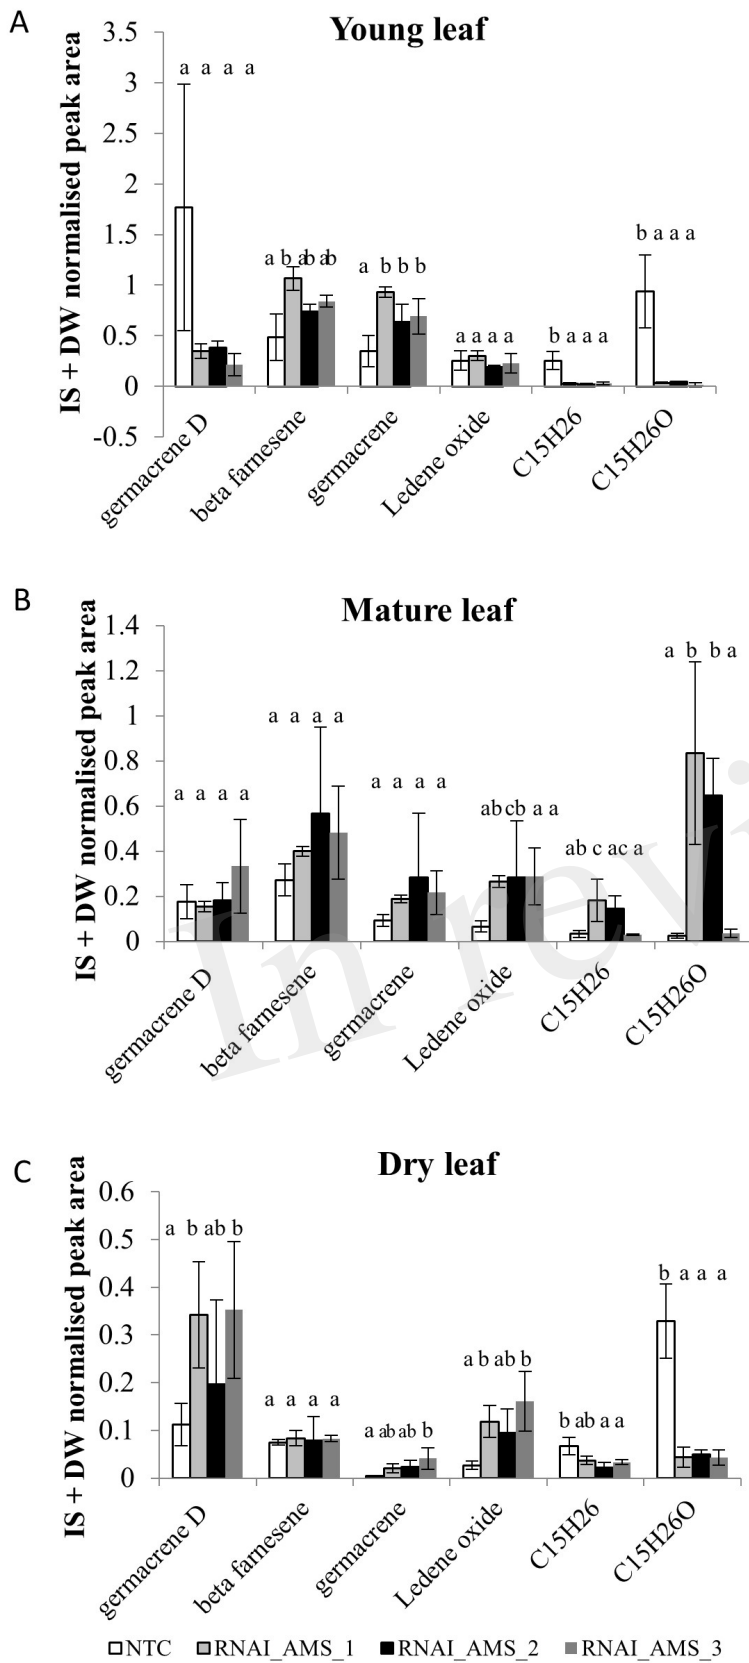 A
Young leaf
IS + DW normalised peak area
3.5
3
2.5
2
1.5
1
0.5
0
-0.5
a a a a
a b ab ab
a b b b
a a a a
b a a a
b a a a
germacrene D
beta farnesene
germacrene
Ledene oxide
C15H26
C15H26O
B
Mature leaf
IS + DW normalised peak area
1.4
1.2
1
0.8
0.6
0.4
0.2
0
a a a a
a a a a
a a a a
ab cb a a
ab c ac a
a b b a
germacrene D
beta farnesene
germacrene
Ledene oxide
C15H26
C15H26O
In revi
C
Dry leaf
IS + DW normalised peak area
0.6
0.5
0.4
0.3
0.2
0.1
0
a b ab b
a a a a
a ab ab b
a b ab b
b ab a a
b a a a
germacrene D
beta farnesene
germacrene
Ledene oxide
C15H26
C15H26O
NTC RNAI_AMS_1 RNAI_AMS_2 RNAI_AMS_3